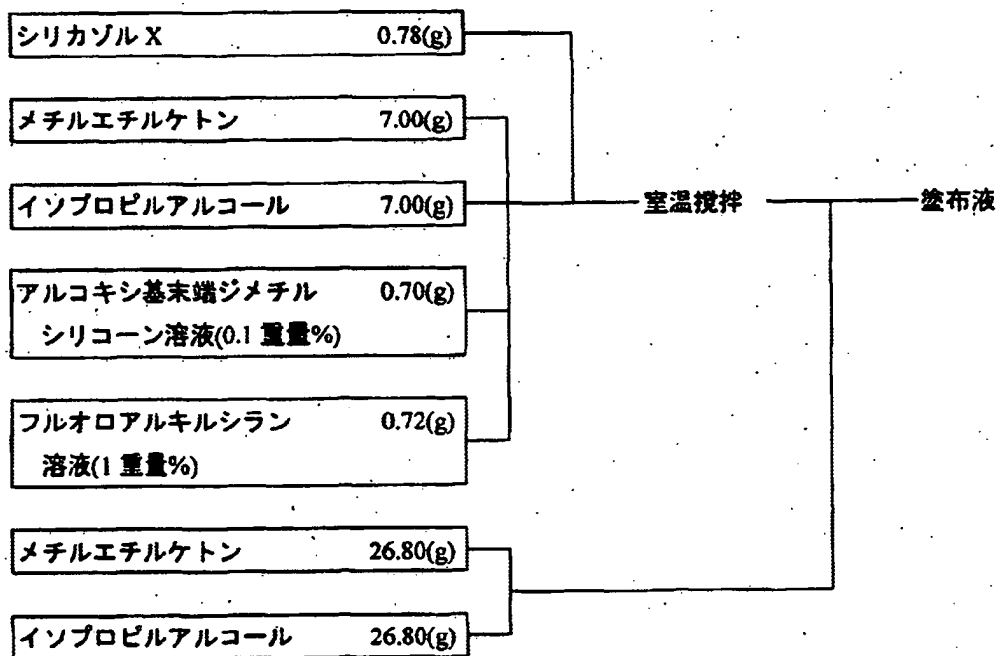 シリカゾル X 0.78(g)
メチルエチルケトン 7.00(g)
イソプロピルアルコール 7.00(g)
室温撹拌
塗布液
アルコキシ基末端ジメチル 0.70(g)
シリコーン溶液(0.1 重量%)
フルオロアルキルシラン 0.72(g)
溶液(1 重量%)
メチルエチルケトン 26.80(g)
イソプロピルアルコール 26.80(g)